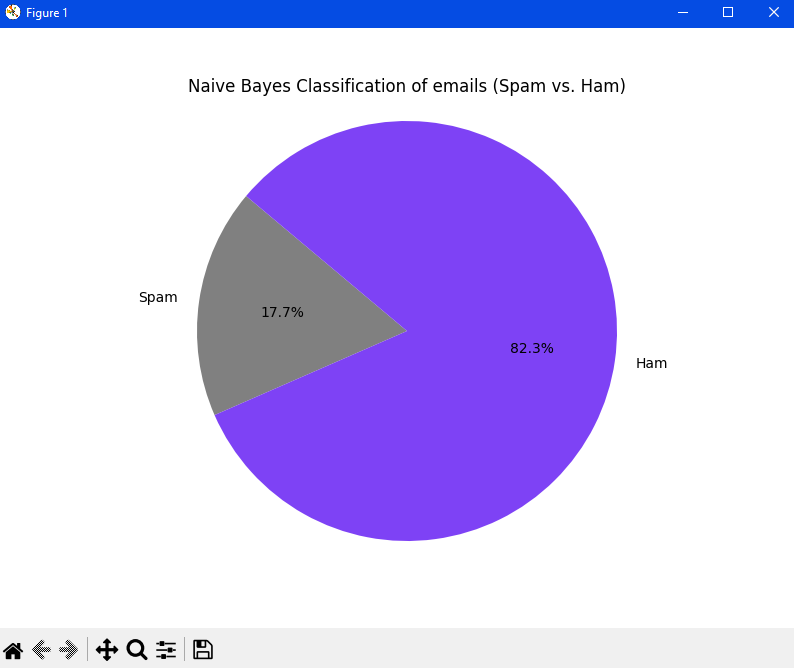 Figure 1
Naive Bayes Classification of emails (Spam vs. Ham)
Spam
17.7%
82.3%
Ham